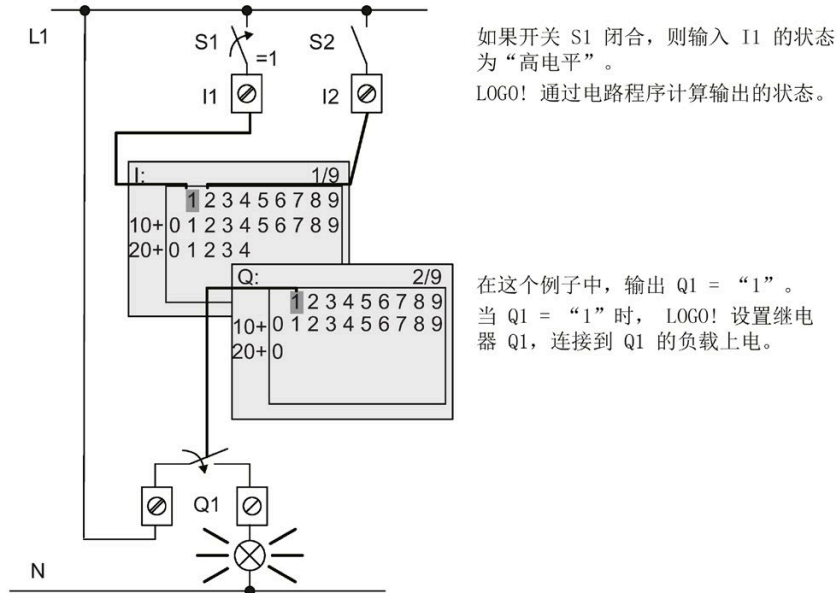 L1
S1
=1
S2
I1
I2
如果开关 S1 闭合，则输入 I1 的状态
为“高电平”。
LOGO! 通过电路程序计算输出的状态。
I: 1/9
1 2 3 4 5 6 7 8 9
10+ 0 1 2 3 4 5 6 7 8 9
20+ 0 1 2 3 4
Q: 2/9
1 2 3 4 5 6 7 8 9
10+ 0 1 2 3 4 5 6 7 8 9
20+ 0
在这个例子中，输出 Q1 = “1”。
当 Q1 = “1”时， LOGO! 设置继电
器 Q1，连接到 Q1 的负载上电。
Q1
N